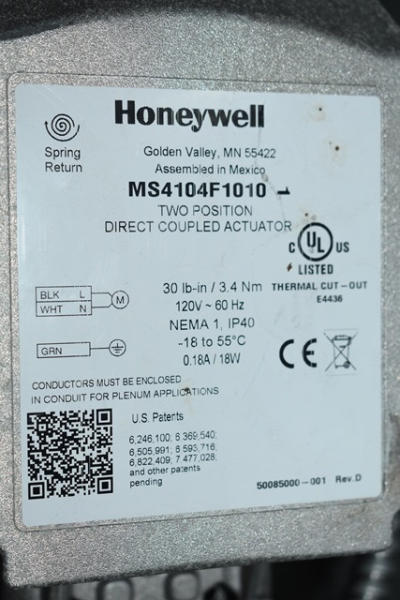 Honeywell
Spring
Return
Golden Valley, MN 55422
Assembled in Mexico
MS4104F1010
TWO POSITION
DIRECT COUPLED ACTUATOR
C UL US
LISTED
30 lb-in / 3.4 Nm
THERMAL CUT-OUT
E4436
BLK L
WHT N
M
120V ~ 60 Hz
NEMA 1, IP40
GRN
-18 to 55°C
0.18A / 18W
CE
CONDUCTORS MUST BE ENCLOSED
IN CONDUIT FOR PLENUM APPLICATIONS
U.S. Patents
6,246,100; 6,369,540;
6,505,991; 6,593,716;
6,822,409; 7,477,028;
and other patents
pending
50085000-001 Rev.D